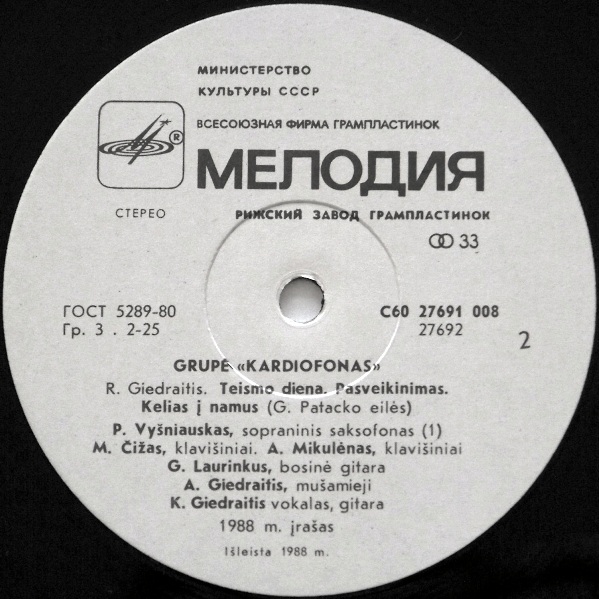 МИНИСТЕРСТВО
КУЛЬТУРЫ СССР
ВСЕСОЮЗНАЯ ФИРМА ГРАМПЛАСТИНОК
®
МЕЛОДИЯ
СТЕРЕО
РИЖСКИЙ ЗАВОД ГРАМПЛАСТИНОК
33
ГОСТ 5289-80
Гр. 3 . 2-25
С60 27691 008
27692
2
GRUPĖ «KARDIOFONAS»
R. Giedraitis. Teismo diena. Pasveikinimas.
Kelias į namus (G. Patacko eilės)
P. Vyšniauskas, sopraninis saksofonas (1)
M. Čižas, klavišiniai. A. Mikulėnas, klavišiniai
G. Laurinkus, bosinė gitara
A. Giedraitis, mušamieji
K. Giedraitis vokalas, gitara
1988 m. įrašas
Išleista 1988 m.